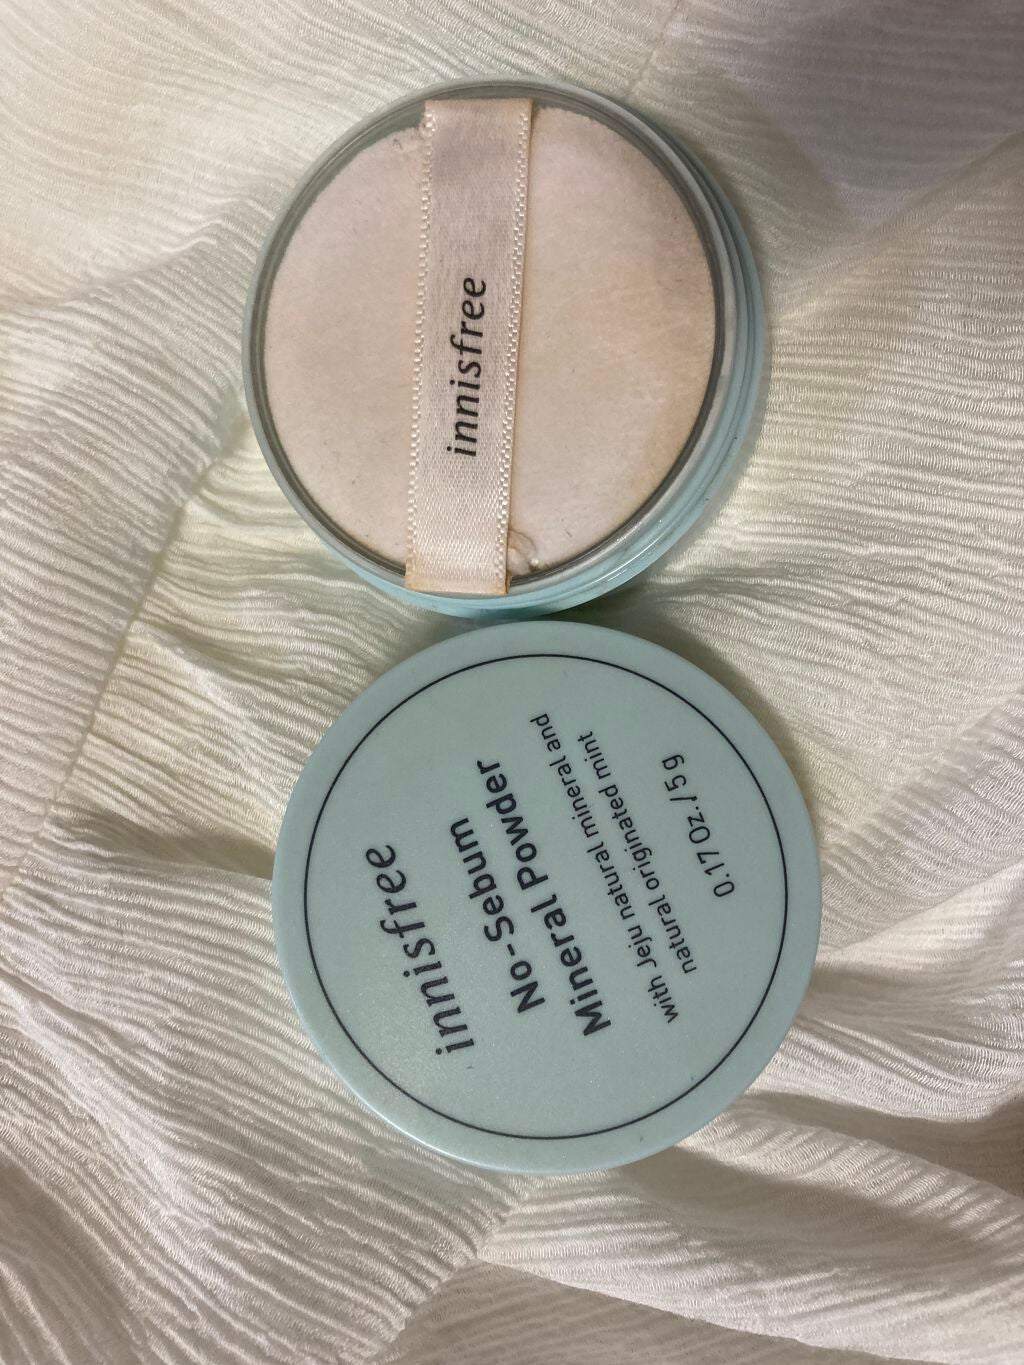 innisfree
innisfree
No-Sebum
Mineral Powder
with Jeju natural mineral and
natural originated mint
0.17 Oz. / 5 g